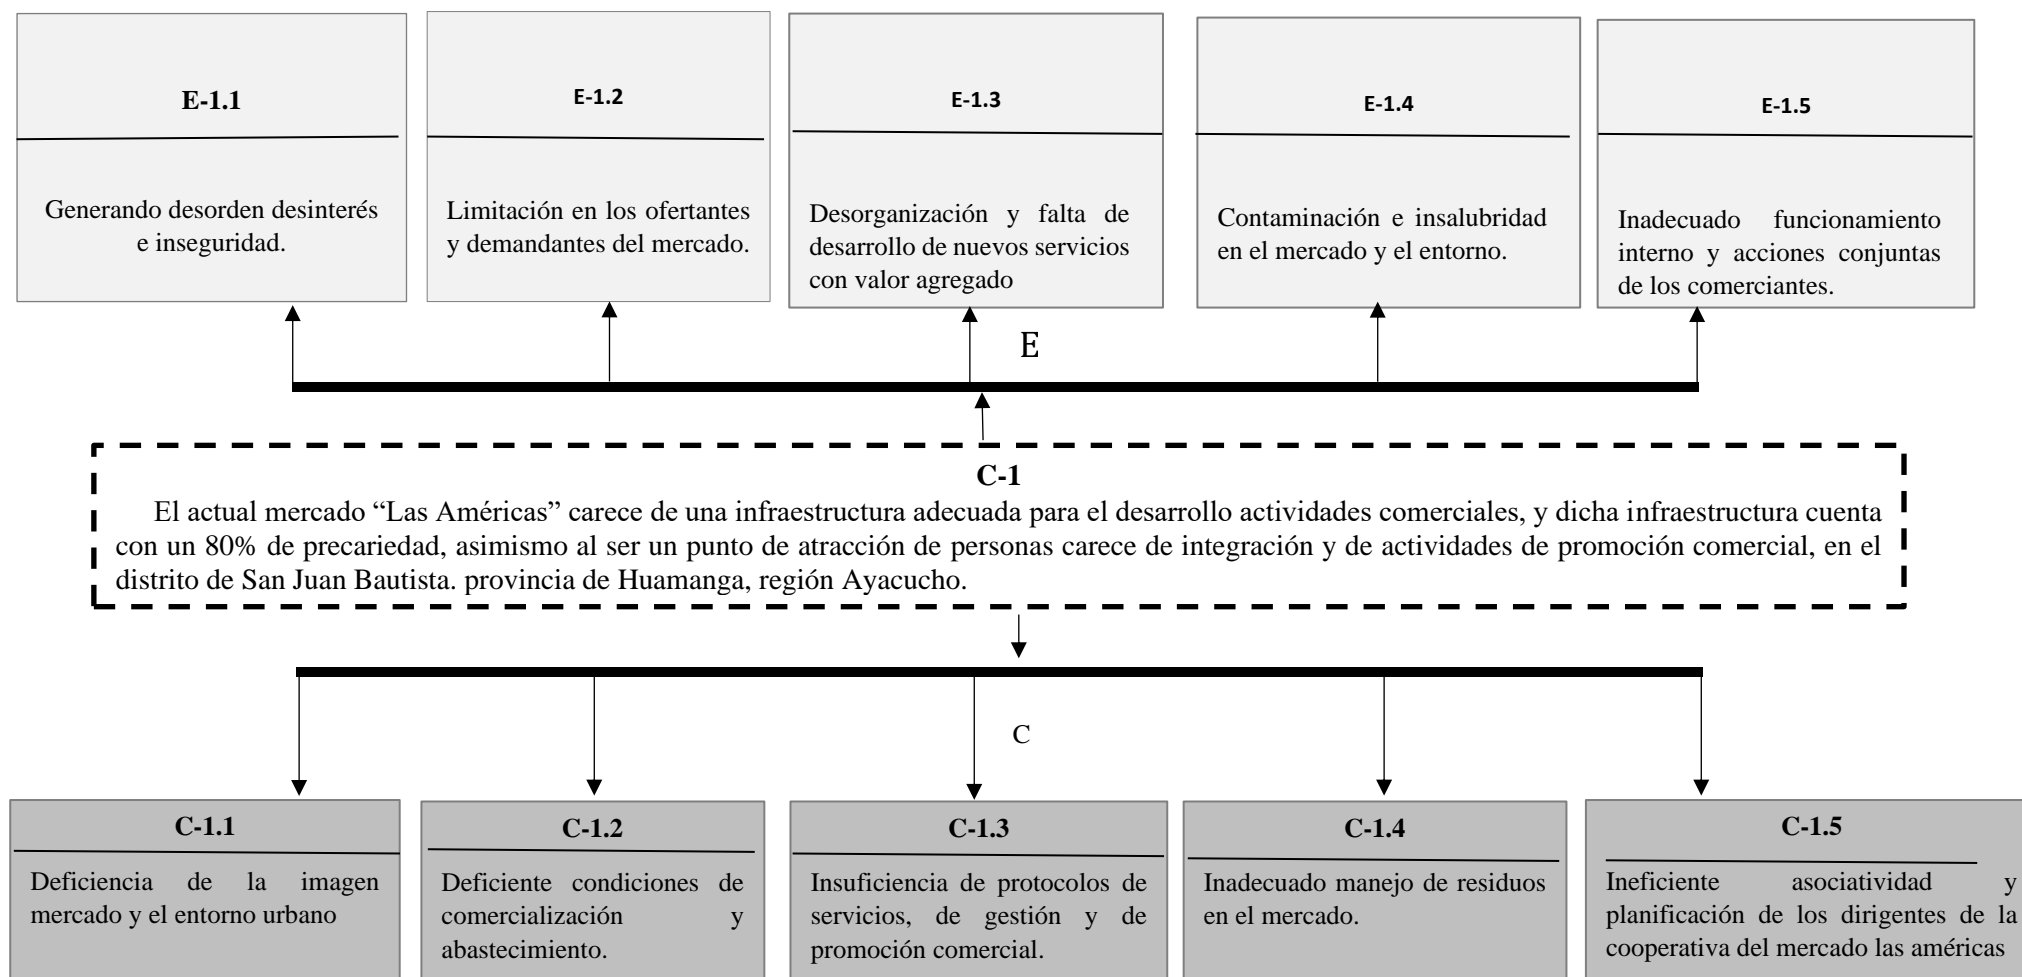 E-1.1
Generando desorden desinterés
e inseguridad.
E-1.2
Limitación en los ofertantes
y demandantes del mercado.
E-1.3
Desorganización y falta de
desarrollo de nuevos servicios
con valor agregado
E-1.4
Contaminación e insalubridad
en el mercado y el entorno.
E-1.5
Inadecuado funcionamiento
interno y acciones conjuntas
de los comerciantes.
E
C-1
El actual mercado “Las Américas” carece de una infraestructura adecuada para el desarrollo actividades comerciales, y dicha infraestructura cuenta
con un 80% de precariedad, asimismo al ser un punto de atracción de personas carece de integración y de actividades de promoción comercial, en el
distrito de San Juan Bautista. provincia de Huamanga, región Ayacucho.
C
C-1.1
Deficiencia de la imagen
mercado y el entorno urbano
C-1.2
Deficiente condiciones de
comercialización y
abastecimiento.
C-1.3
Insuficiencia de protocolos de
servicios, de gestión y de
promoción comercial.
C-1.4
Inadecuado manejo de residuos
en el mercado.
C-1.5
Ineficiente asociatividad y
planificación de los dirigentes de la
cooperativa del mercado las américas